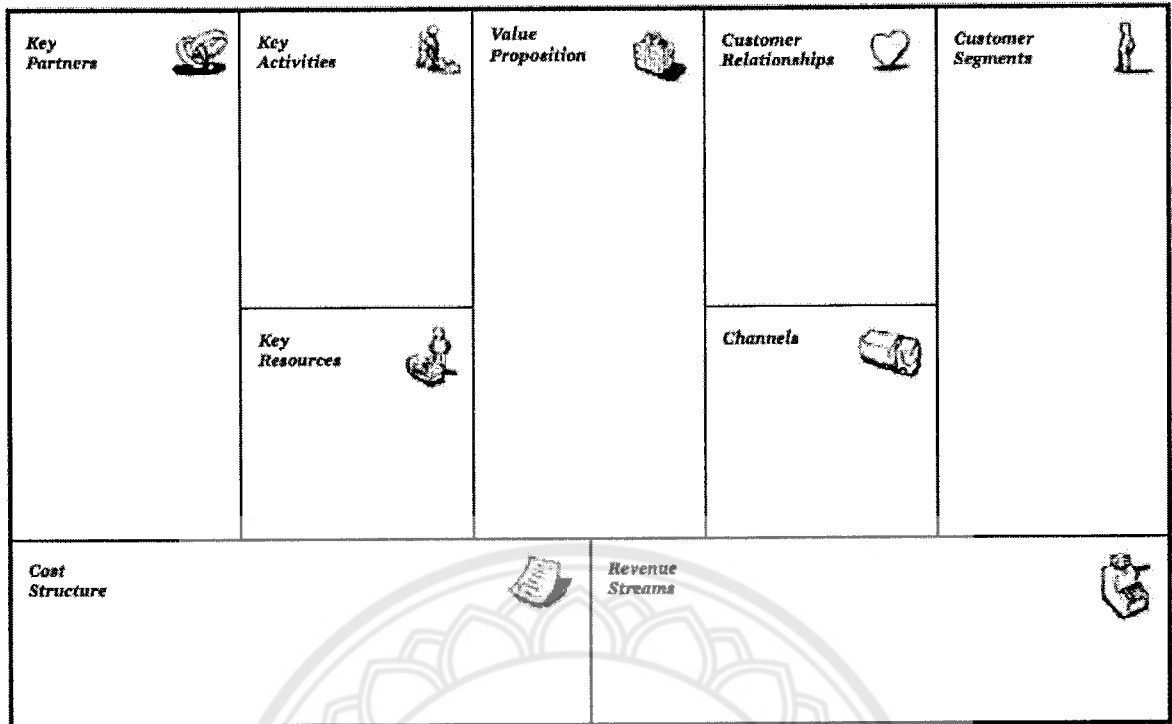 Key
Partners
Key
Activities
Value
Proposition
Customer
Relationships
Customer
Segments
Key
Resources
Channels
Cost
Structure
Revenue
Streams